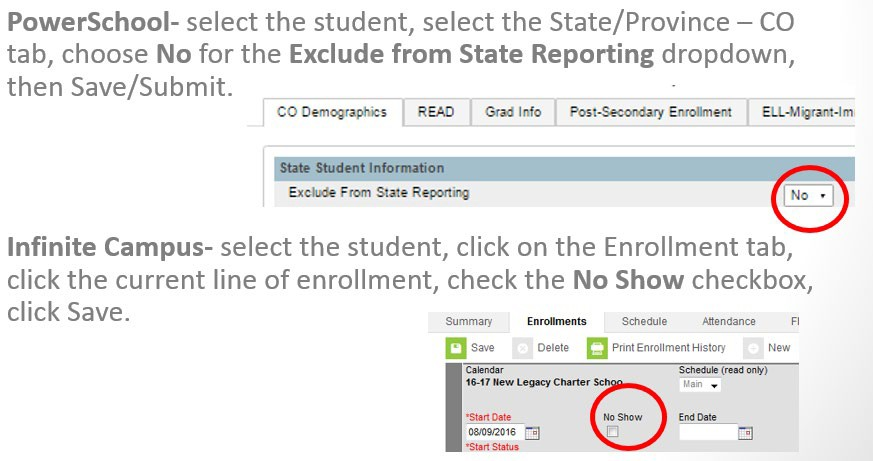 PowerSchool- select the student, select the State/Province – CO
tab, choose No for the Exclude from State Reporting dropdown,
then Save/Submit.
CO Demographics READ Grad Info Post-Secondary Enrollment ELL-Migrant-Im
State Student Information
Exclude From State Reporting No
Infinite Campus- select the student, click on the Enrollment tab,
click the current line of enrollment, check the No Show checkbox,
click Save.
Summary Enrollments Schedule Attendance Fl
Save Delete Print Enrollment History New
Calendar Schedule (read only)
16-17 New Legacy Charter Schoo Main
*Start Date No Show End Date
08/09/2016
*Start Status